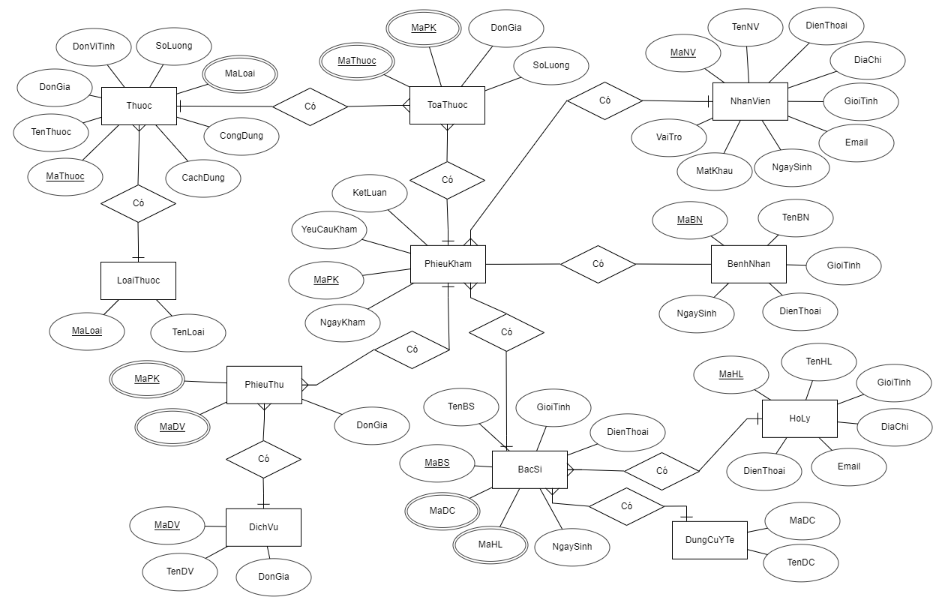 DonViTinh
SoLuong
MaLoai
DonGia
Thuoc
TenThuoc
CongDung
MaThuoc
CachDung
Có
MaPK
DonGia
MaThuoc
SoLuong
ToaThuoc
Có
TenNV
DienThoai
MaNV
DiaChi
NhanVien
GioiTinh
VaiTro
Email
MatKhau
NgaySinh
Có
Có
LoaiThuoc
MaLoai
TenLoai
KetLuan
YeuCauKham
PhieuKham
MaPK
NgayKham
Có
MaBN
TenBN
BenhNhan
GioiTinh
NgaySinh
DienThoai
Có
Có
MaPK
PhieuThu
MaDV
DonGia
Có
MaDV
DichVu
TenDV
DonGia
TenBS
GioiTinh
DienThoai
MaBS
BacSi
MaDC
MaHL
NgaySinh
Có
MaHL
TenHL
GioiTinh
HoLy
DiaChi
DienThoai
Email
Có
DungCuYTe
MaDC
TenDC